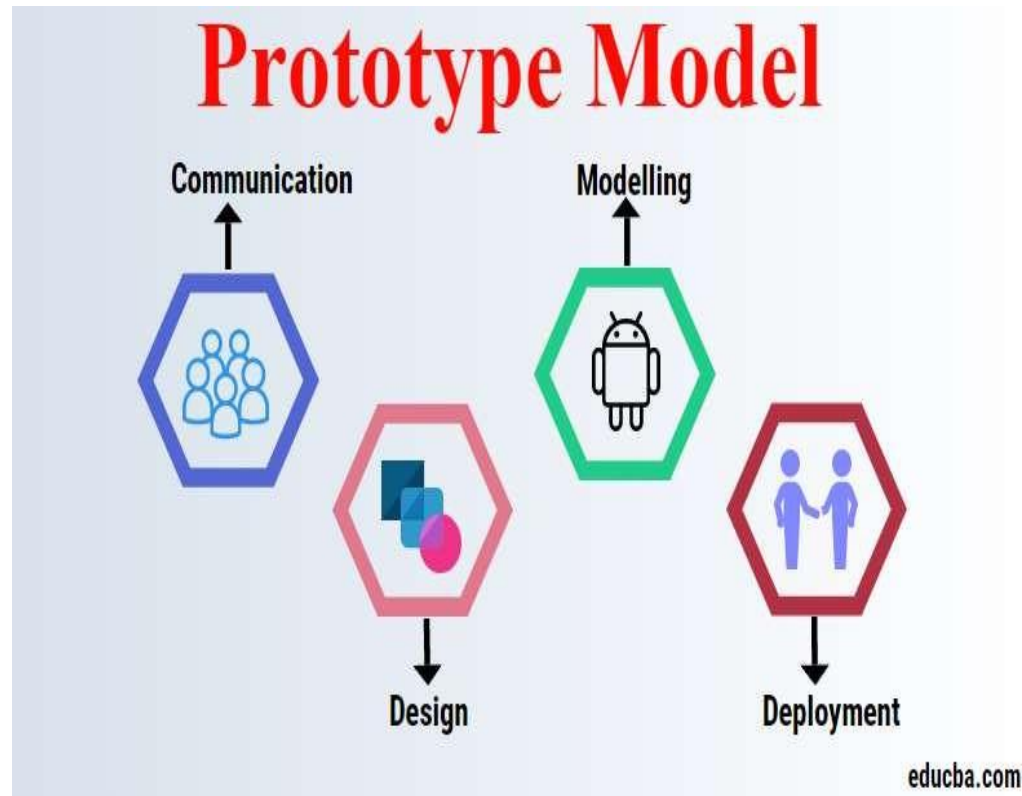 Prototype Model
Communication
Modelling
Design
Deployment
educba.com